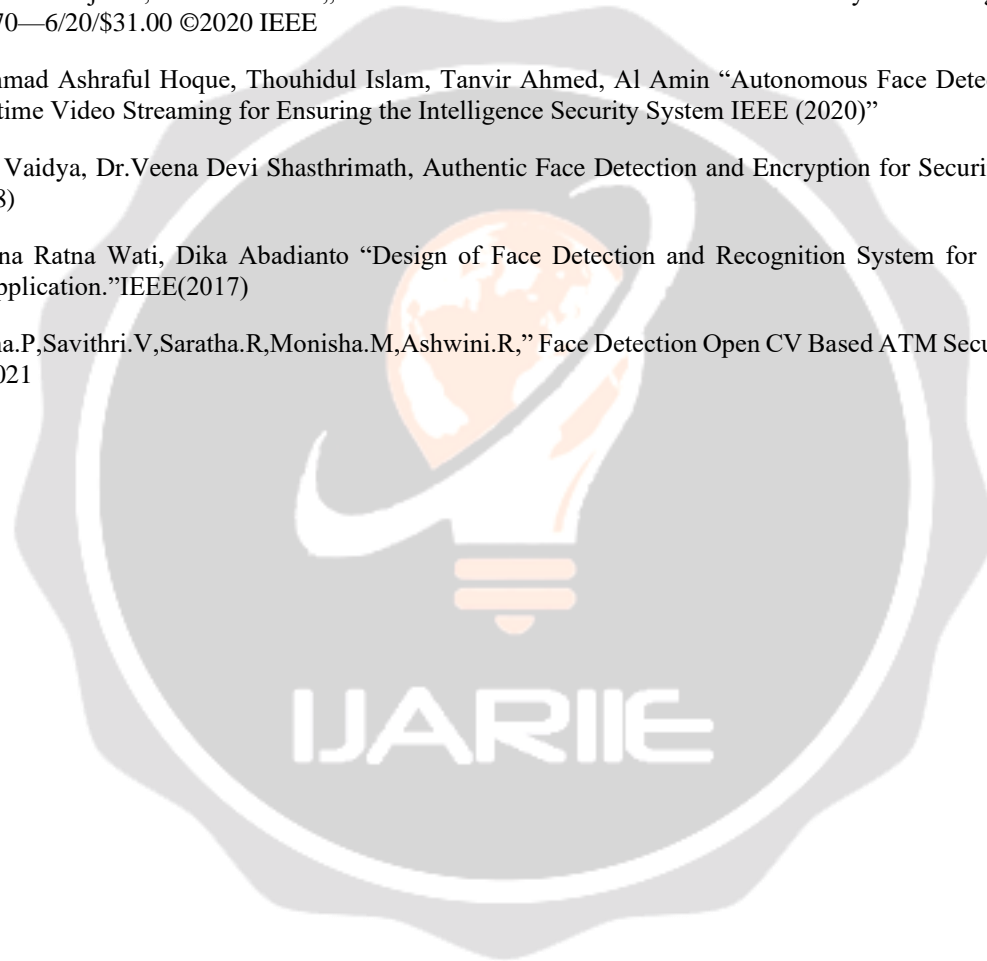 70—6/20/$31.00 ©2020 IEEE
mmad Ashraful Hoque, Thouhidul Islam, Tanvir Ahmed, Al Amin “Autonomous Face Detec
time Video Streaming for Ensuring the Intelligence Security System IEEE (2020)”
Vaidya, Dr.Veena Devi Shasthrimath, Authentic Face Detection and Encryption for Securi
8)
na Ratna Wati, Dika Abadianto “Design of Face Detection and Recognition System for
pplication.”IEEE(2017)
na.P,Savithri.V,Saratha.R,Monisha.M,Ashwini.R,” Face Detection Open CV Based ATM Secu
021
IJARIIE